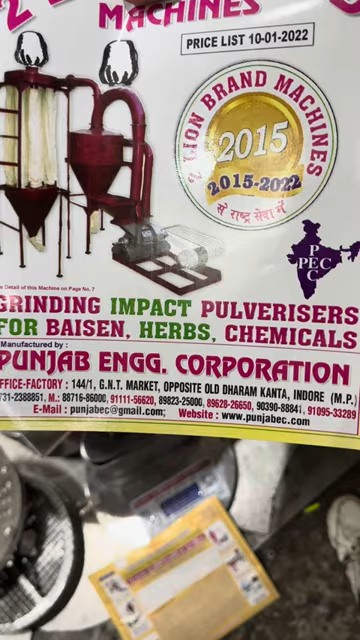 MACHINES
PRICE LIST 10-01-2022
2 LION BRAND MACHINES
2015
2015-2022
से राष्ट्र सेवा में
P
PEC
C
Detail of this Machine on Page No. 7
GRINDING IMPACT PULVERISERS
FOR BAISEN, HERBS, CHEMICALS
Manufactured by :
PUNJAB ENGG. CORPORATION
OFFICE-FACTORY : 144/1, G.N.T. MARKET, OPPOSITE OLD DHARAM KANTA, INDORE (M.P.)
731-2388851, M.: 88716-86000, 91111-56620, 89823-25000, 89628-26650, 90390-88841, 91095-33289
E-Mail : punjabec@gmail.com; Website : www.punjabec.com